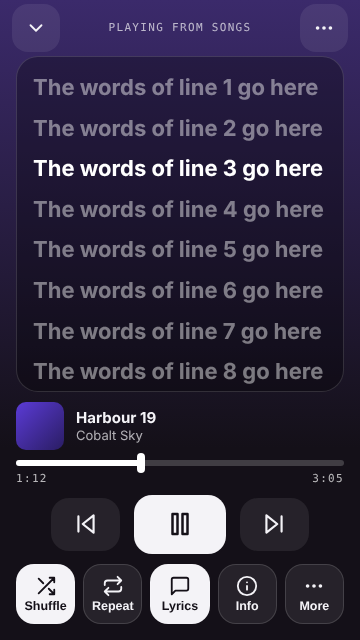 PLAYING FROM SONGS
The words of line 1 go here
The words of line 2 go here
The words of line 3 go here
The words of line 4 go here
The words of line 5 go here
The words of line 6 go here
The words of line 7 go here
The words of line 8 go here
Harbour 19
Cobalt Sky
1:12 3:05
Shuffle Repeat Lyrics Info More